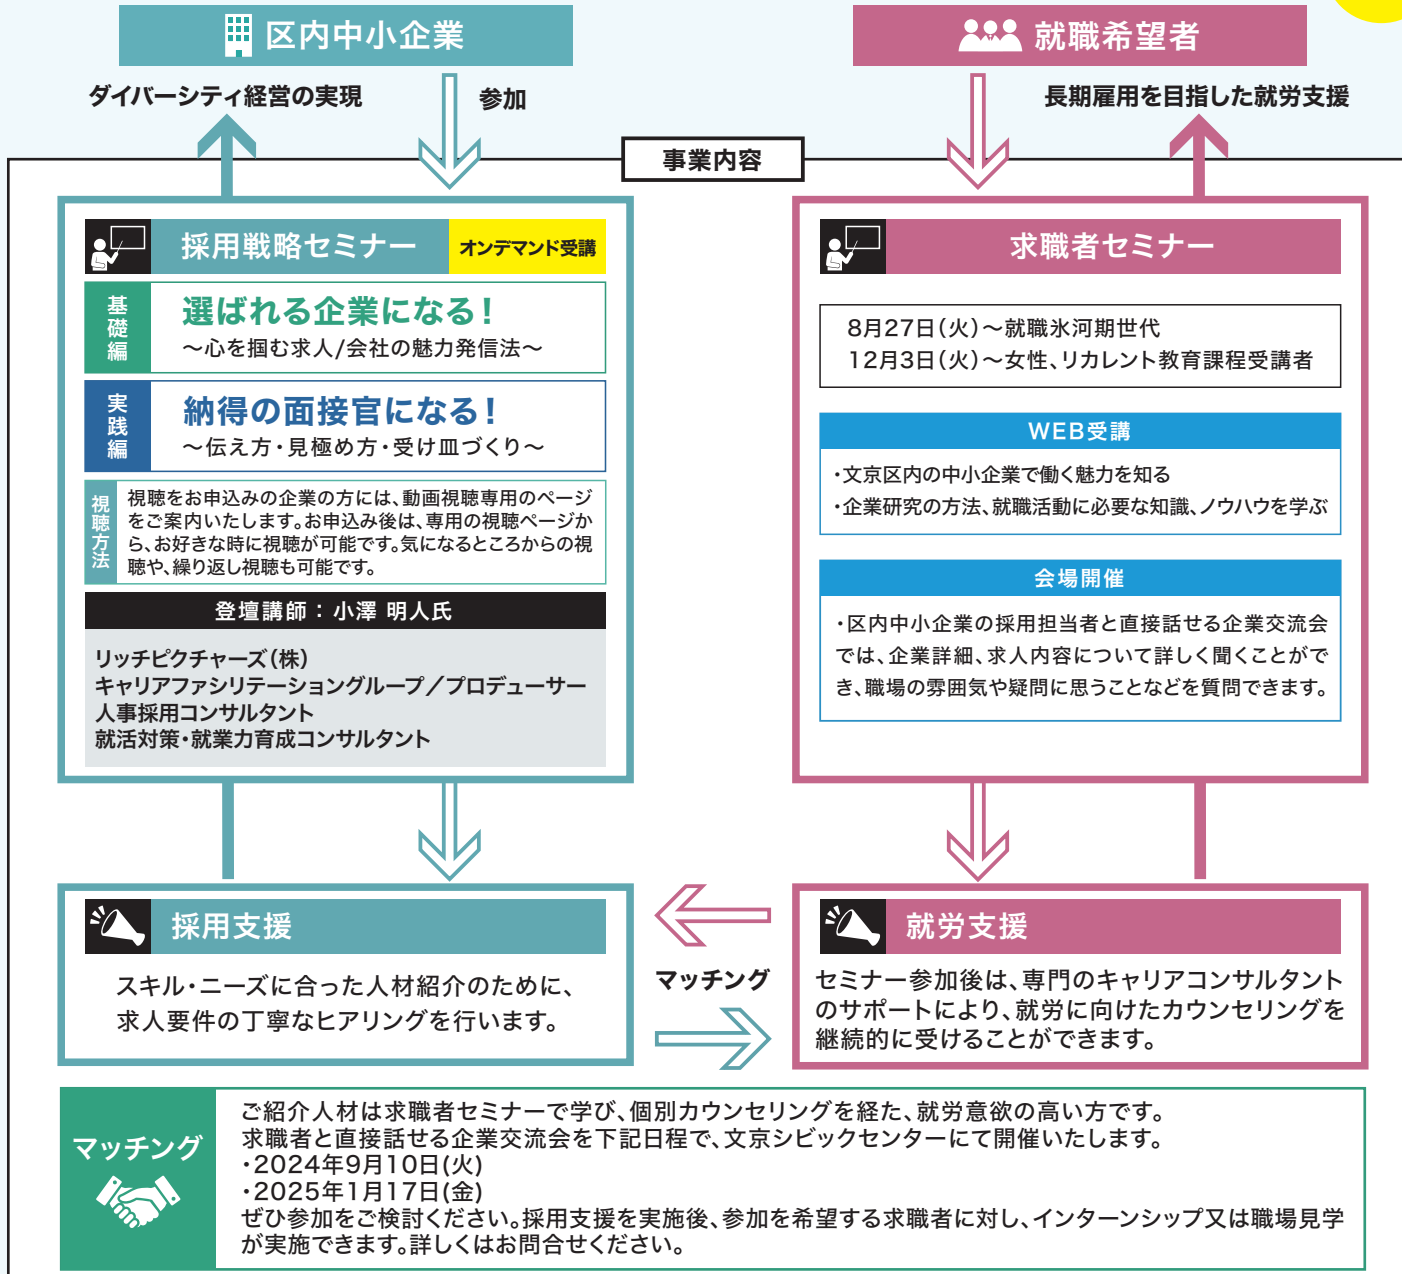 区内中小企業
就職希望者
ダイバーシティ経営の実現
参加
長期雇用を目指した就労支援
事業内容
採用戦略セミナー
オンデマンド受講
基礎編
選ばれる企業になる！
～心を掴む求人/会社の魅力発信法～
実践編
納得の面接官になる！
～伝え方・見極め方・受け皿づくり～
視聴方法
視聴をお申込みの企業の方には、動画視聴専用のページ
をご案内いたします。お申込み後は、専用の視聴ページか
ら、お好きな時に視聴が可能です。気になるところからの視
聴や、繰り返し視聴も可能です。
登壇講師：小澤 明人氏
リッチピクチャーズ（株）
キャリアファシリテーショングループ／プロデューサー
人事採用コンサルタント
就活対策・就業力育成コンサルタント
求職者セミナー
8月27日（火）～就職氷河期世代
12月3日（火）～女性、リカレント教育課程受講者
WEB受講
・文京区内の中小企業で働く魅力を知る
・企業研究の方法、就職活動に必要な知識、ノウハウを学ぶ
会場開催
・区内中小企業の採用担当者と直接話せる企業交流会
では、企業詳細、求人内容について詳しく聞くことがで
き、職場の雰囲気や疑問に思うことなどを質問できます。
採用支援
スキル・ニーズに合った人材紹介のために、
求人要件の丁寧なヒアリングを行います。
マッチング
就労支援
セミナー参加後は、専門のキャリアコンサルタント
のサポートにより、就労に向けたカウンセリングを
継続的に受けることができます。
マッチング
ご紹介人材は求職者セミナーで学び、個別カウンセリングを経た、就労意欲の高い方です。
求職者と直接話せる企業交流会を下記日程で、文京シビックセンターにて開催いたします。
・2024年9月10日(火)
・2025年1月17日(金)
ぜひ参加をご検討ください。採用支援を実施後、参加を希望する求職者に対し、インターンシップ又は職場見学
が実施できます。詳しくはお問合せください。